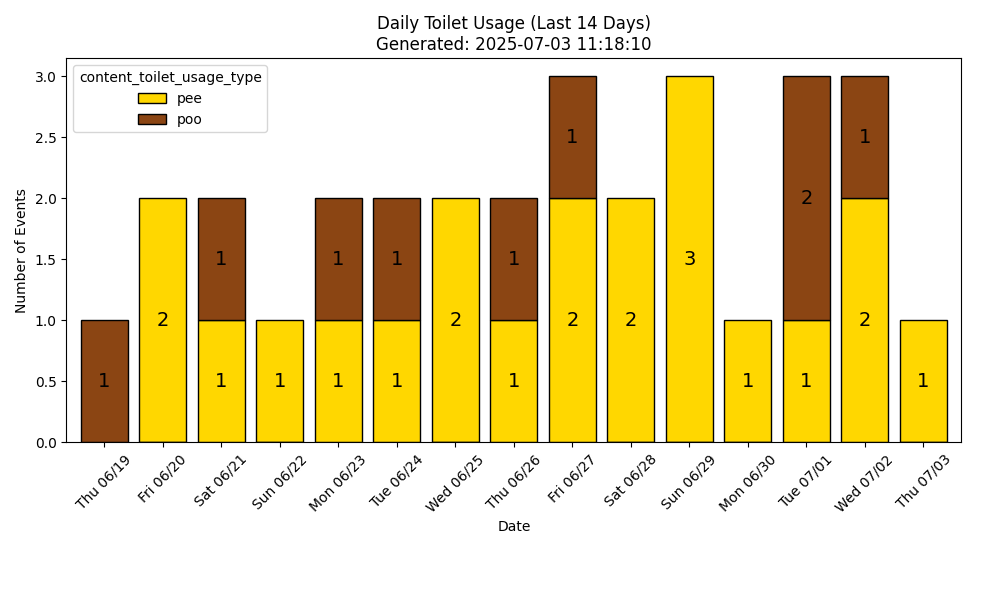 Daily Toilet Usage (Last 14 Days)
Generated: 2025-07-03 11:18:10
content_toilet_usage_type
pee
poo
Number of Events
3.0
2.5
2.0
1.5
1.0
0.5
0.0
1
2
1
1
1
1
1
1
1
2
1
1
2
1
2
3
1
1
2
2
1
1
Thu 06/19
Fri 06/20
Sat 06/21
Sun 06/22
Mon 06/23
Tue 06/24
Wed 06/25
Thu 06/26
Fri 06/27
Sat 06/28
Sun 06/29
Mon 06/30
Tue 07/01
Wed 07/02
Thu 07/03
Date